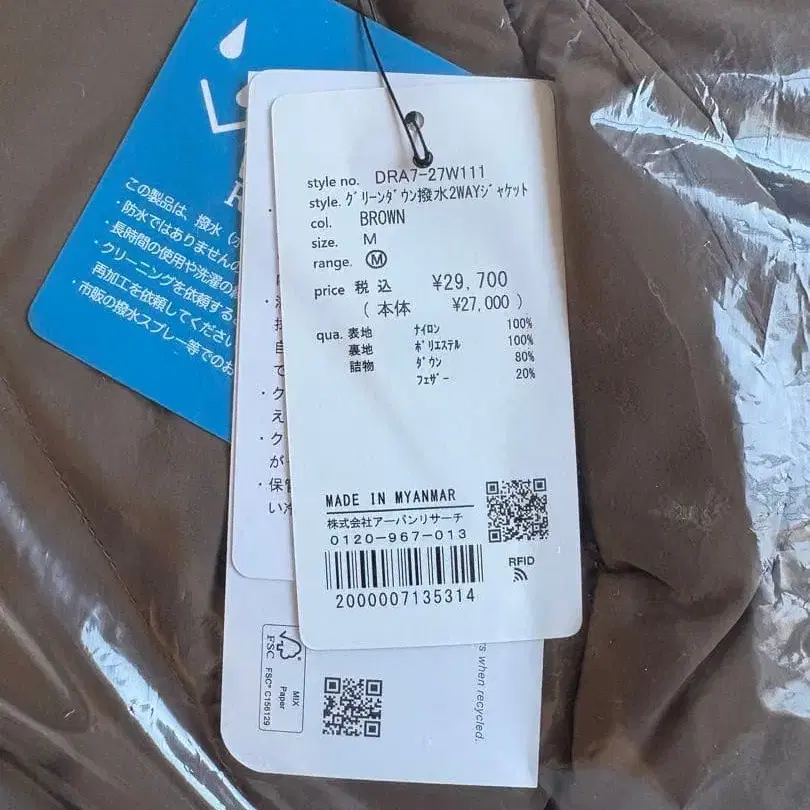 この製品は、撥水
・防水ではありません
・長時間の使用や洗濯の
・クリーニングを依頼する
再加工を依頼してくださ
・市販の撥水スプレー等でのお
style no. DRA7-27W111
style. グリーンダウン撥水2WAYジャケット
col. BROWN
size. M
range. Ⓜ
price 税込 ¥29,700
( 本体 ¥27,000 )
qua. 表地 ナイロン 100%
裏地 ポリエステル 100%
詰物 ダウン 80%
フェザー 20%
MADE IN MYANMAR
株式会社アーバンリサーチ
0120-967-013
RFID
2000007135314
・保管
い
FSC
MIX
Paper
FSC® C156129
s when recycled.